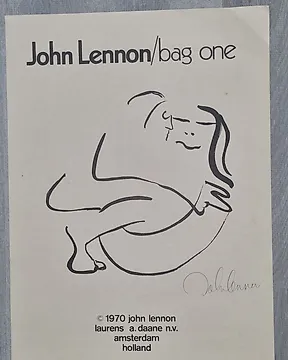 John Lennon/bag one
John Lennon
© 1970 john lennon
laurens a. daane n.v.
amsterdam
holland